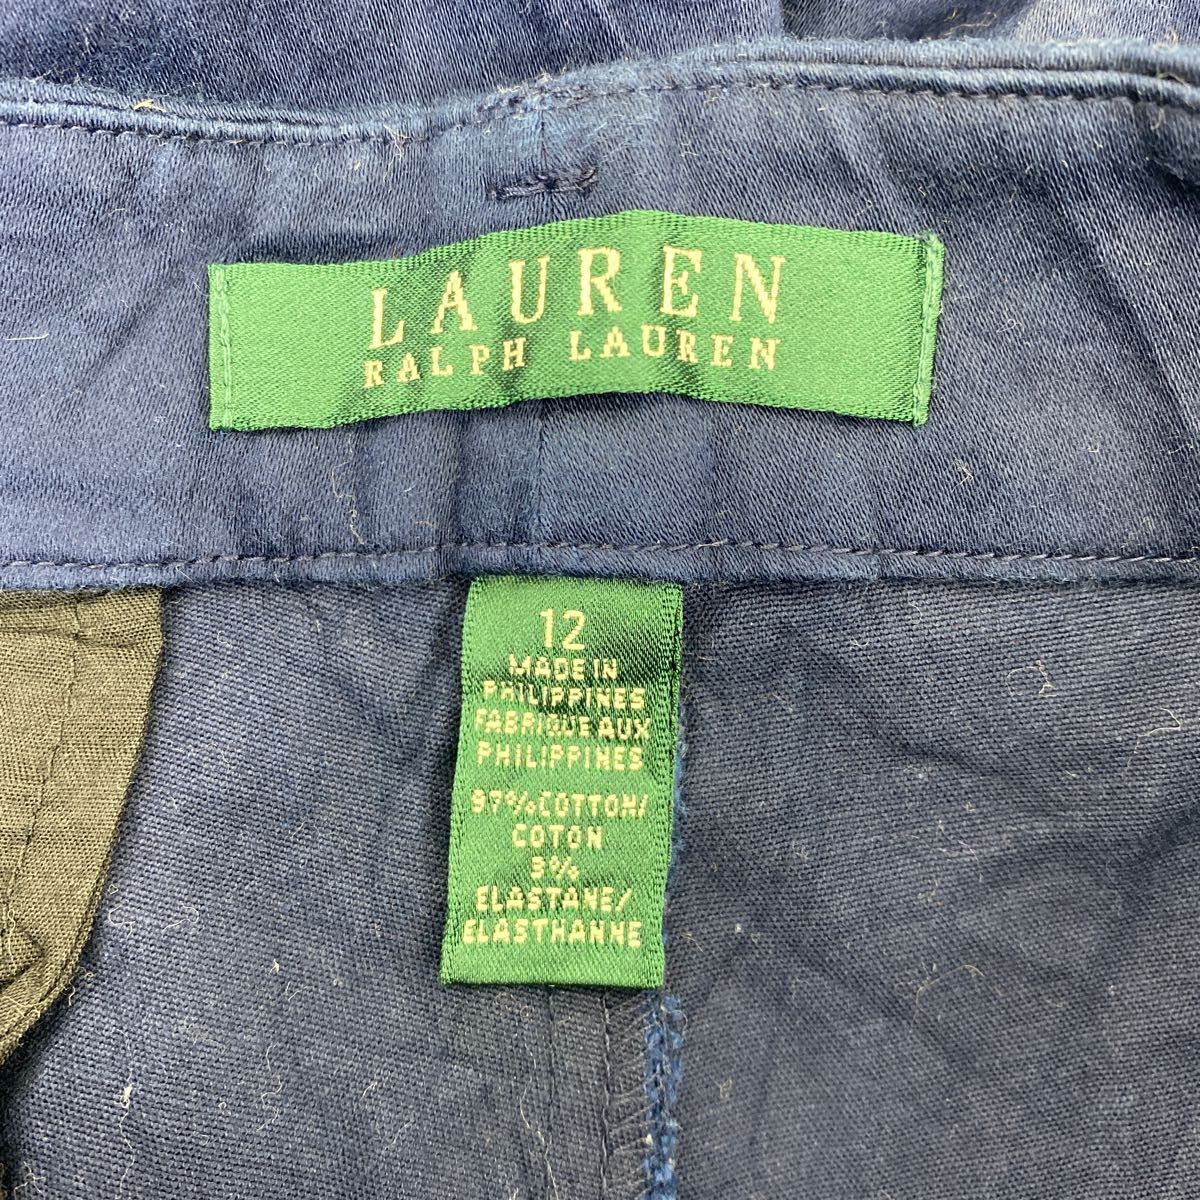 LAUREN
RALPH LAUREN
12
MADE IN
PHILIPPINES
FABRIQUE AUX
PHILIPPINES
97% COTTON/
COTON
3%
ELASTANE/
ELASTHANNE